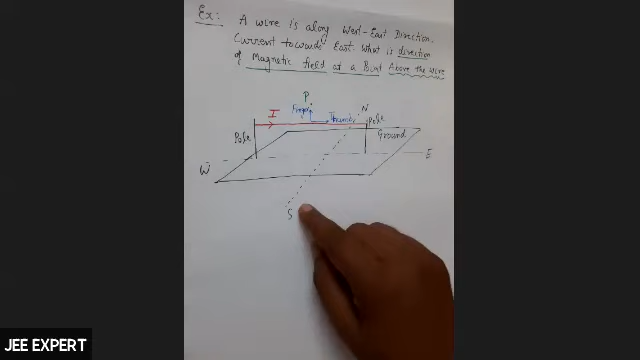 Ex:
A wire is along West-East Direction.
Current towards East. What is direction
of Magnetic field at a Point Above the wire
P
N
I
Thumb
Pole
Pole
Ground
W
E
S
JEE EXPERT